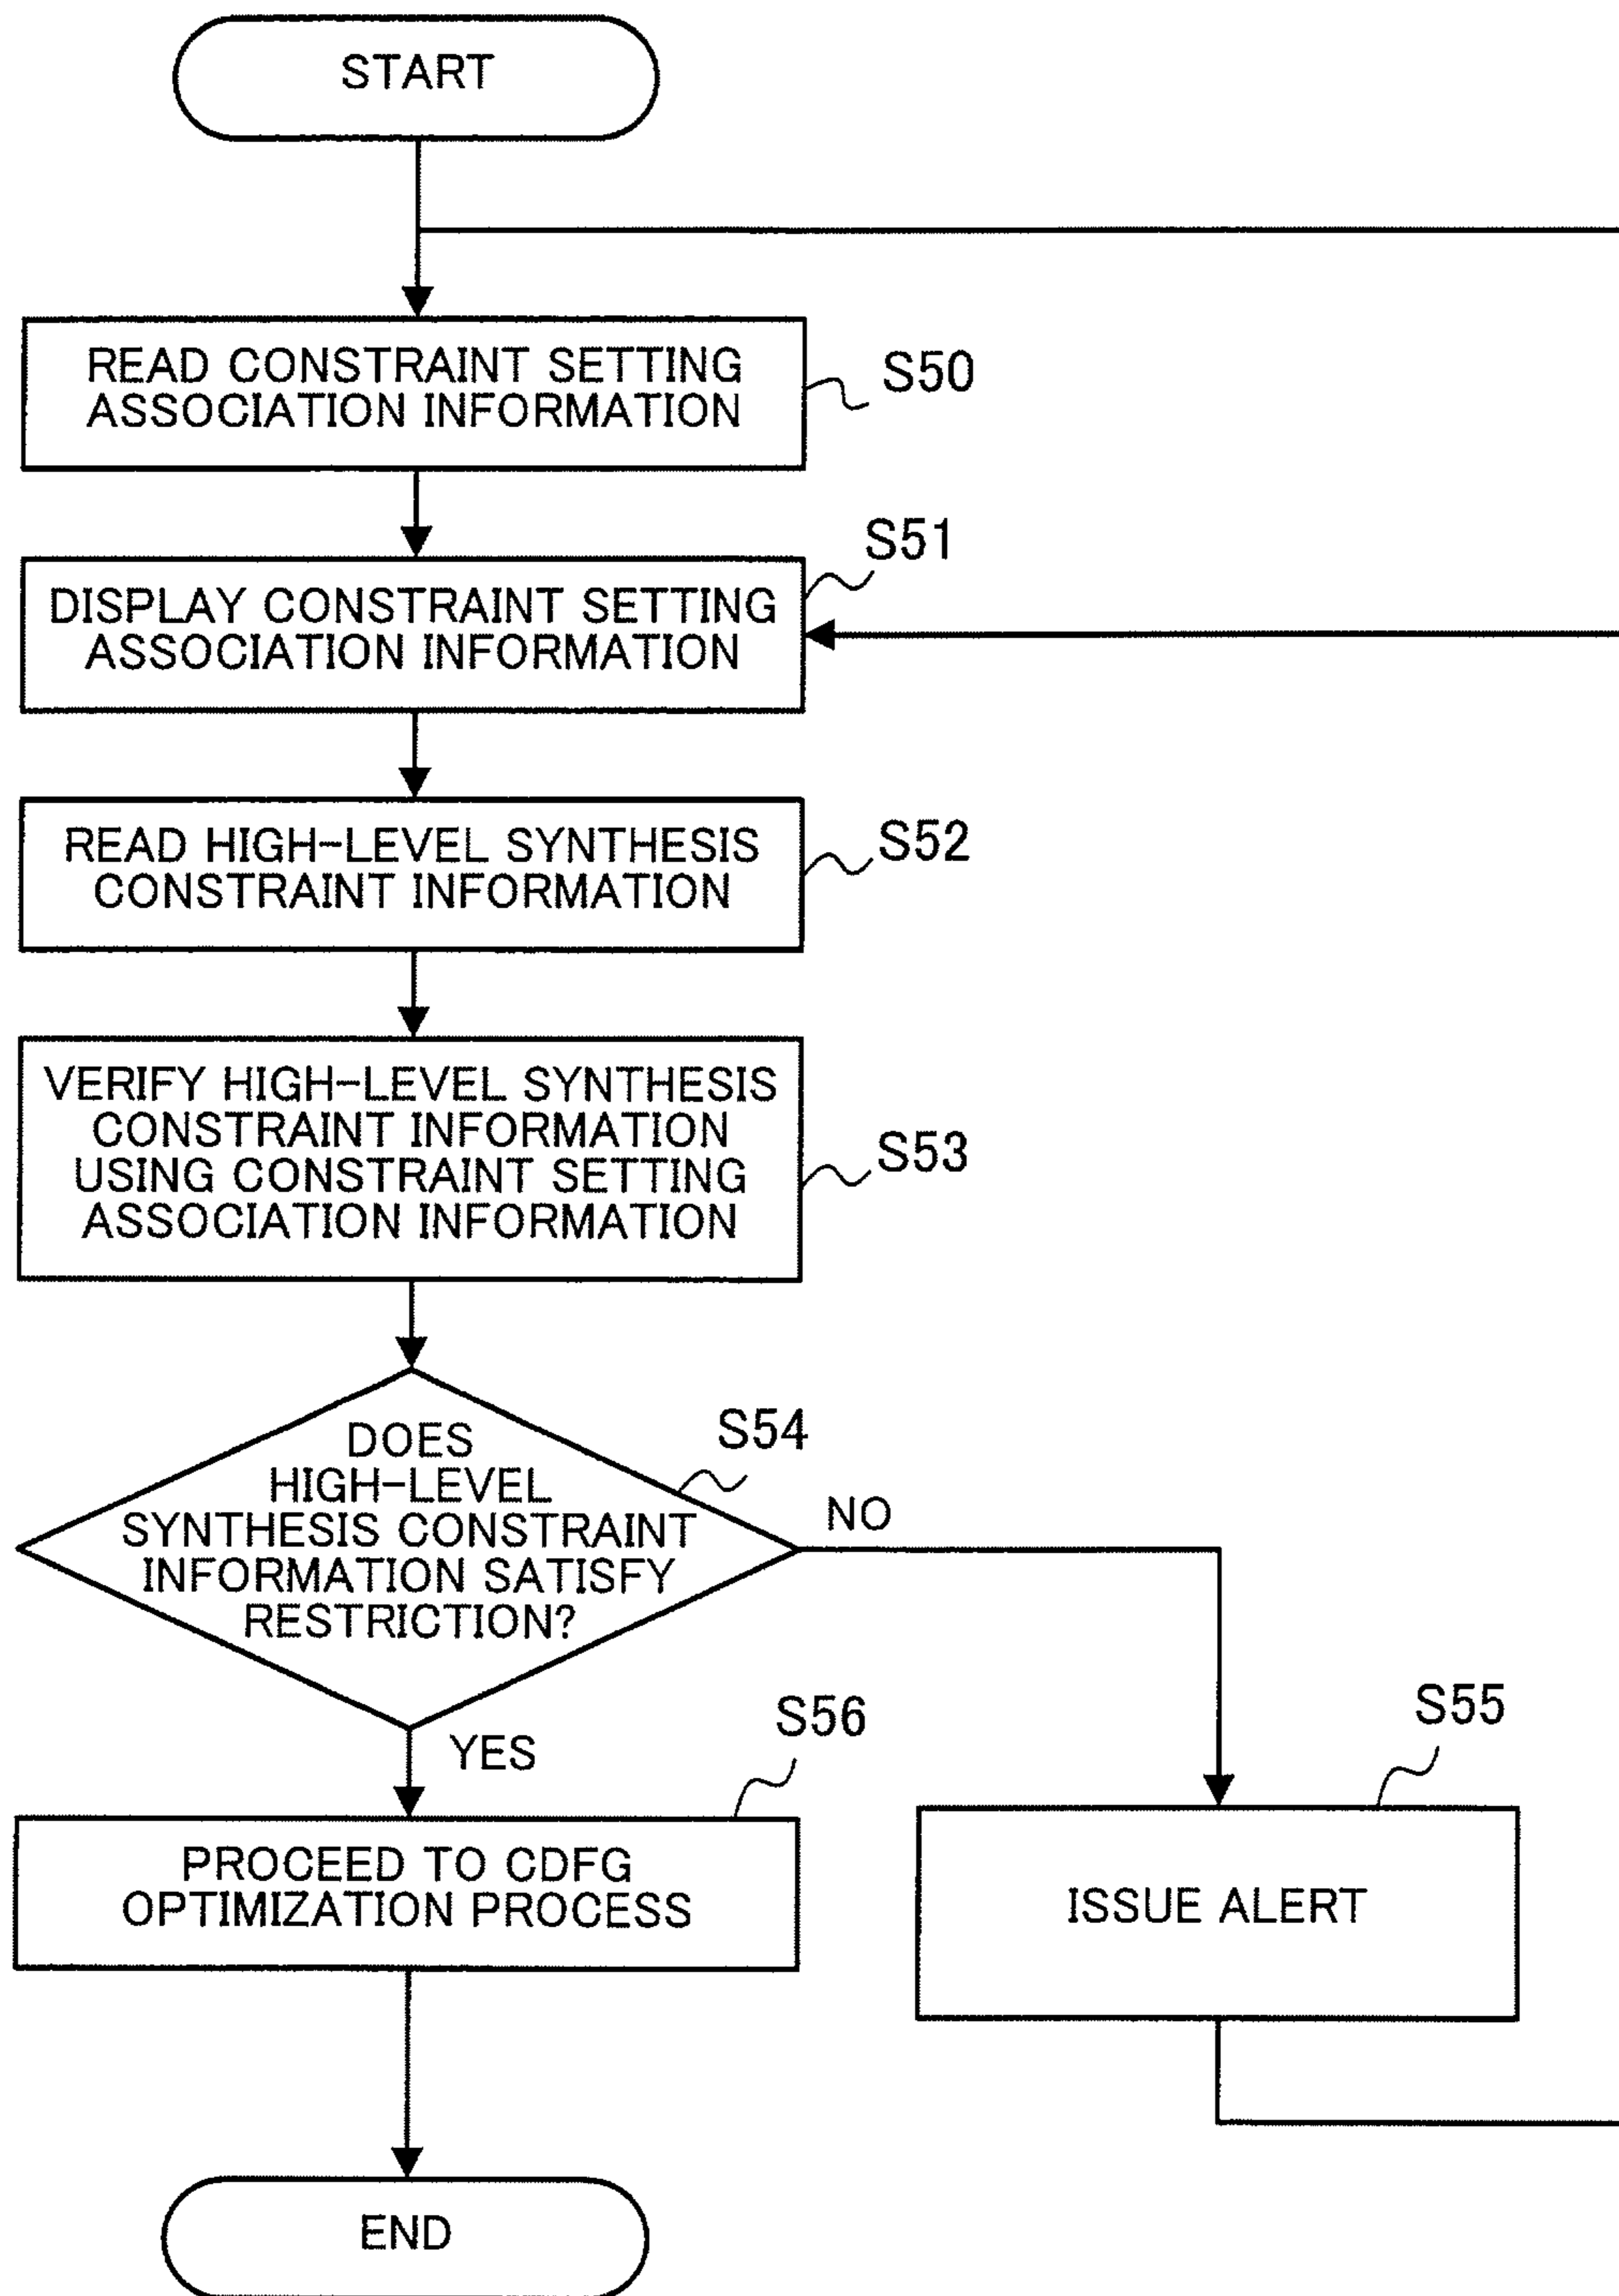 START
READ CONSTRAINT SETTING
ASSOCIATION INFORMATION
S50
DISPLAY CONSTRAINT SETTING
ASSOCIATION INFORMATION
S51
READ HIGH-LEVEL SYNTHESIS
CONSTRAINT INFORMATION
S52
VERIFY HIGH-LEVEL SYNTHESIS
CONSTRAINT INFORMATION
USING CONSTRAINT SETTING
ASSOCIATION INFORMATION
S53
DOES
HIGH-LEVEL
SYNTHESIS CONSTRAINT
INFORMATION SATISFY
RESTRICTION?
S54
NO
YES
S56
PROCEED TO CDFG
OPTIMIZATION PROCESS
S55
ISSUE ALERT
END